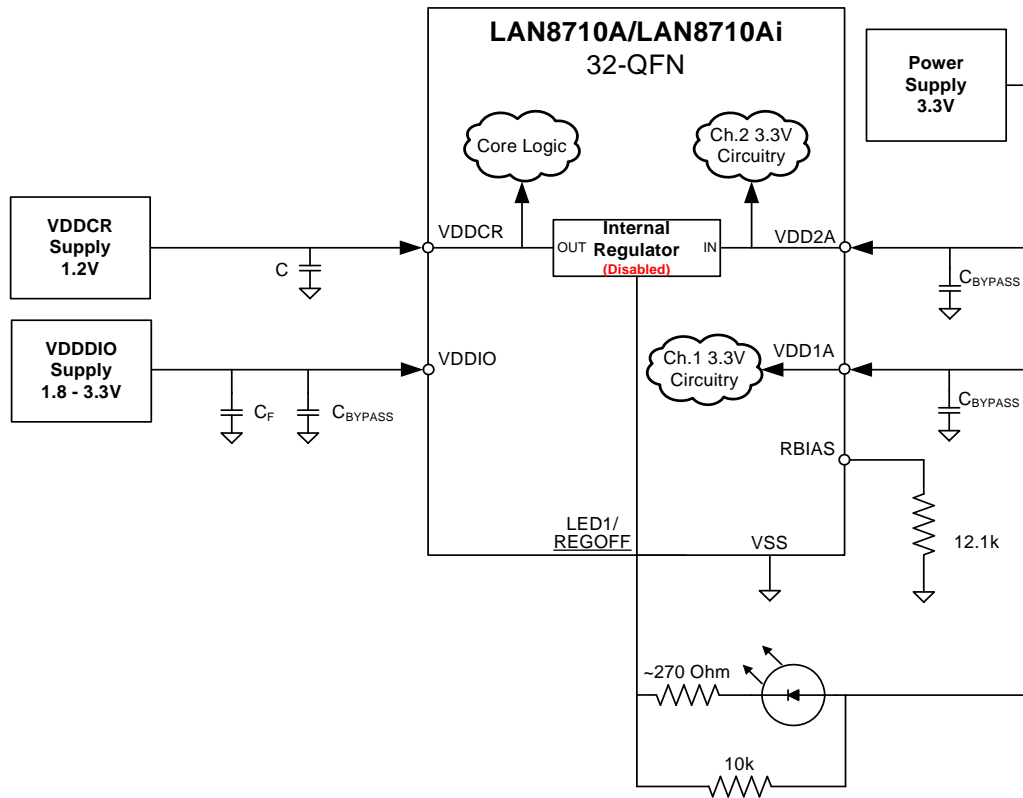 LAN8710A/LAN8710Ai
32-QFN
Power
Supply
3.3V
Core Logic
Ch.2 3.3V
Circuitry
VDDCR
Supply
1.2V
C
VDDCR
OUT
Internal
Regulator
(Disabled)
IN
VDD2A
CBYPASS
VDDDIO
Supply
1.8 - 3.3V
CF
CBYPASS
VDDIO
Ch.1 3.3V
Circuitry
VDD1A
CBYPASS
RBIAS
12.1k
LED1/
REGOFF
VSS
~270 Ohm
10k